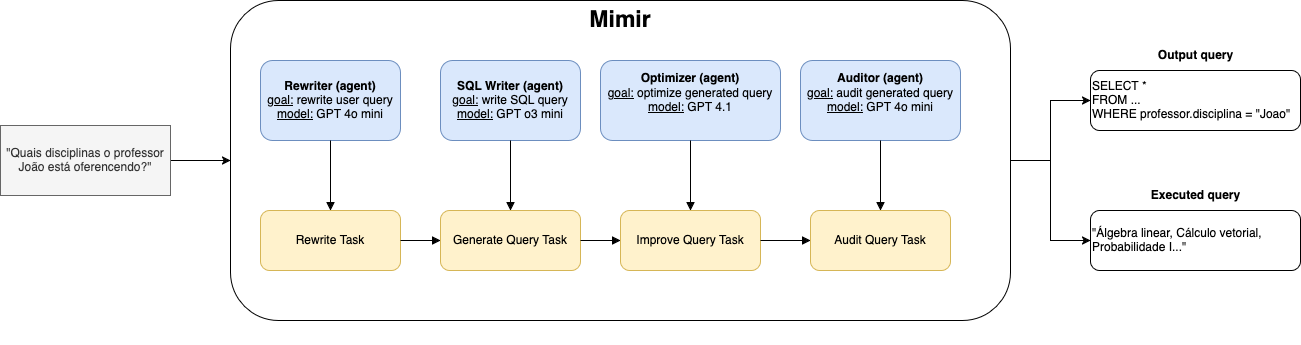 Mimir
"Quais disciplinas o professor
João está oferencendo?"
Rewriter (agent)
goal: rewrite user query
model: GPT 4o mini
SQL Writer (agent)
goal: write SQL query
model: GPT o3 mini
Optimizer (agent)
goal: optimize generated query
model: GPT 4.1
Auditor (agent)
goal: audit generated query
model: GPT 4o mini
Rewrite Task
Generate Query Task
Improve Query Task
Audit Query Task
Output query
SELECT *
FROM ...
WHERE professor.disciplina = "Joao"
Executed query
"Álgebra linear, Cálculo vetorial,
Probabilidade I..."